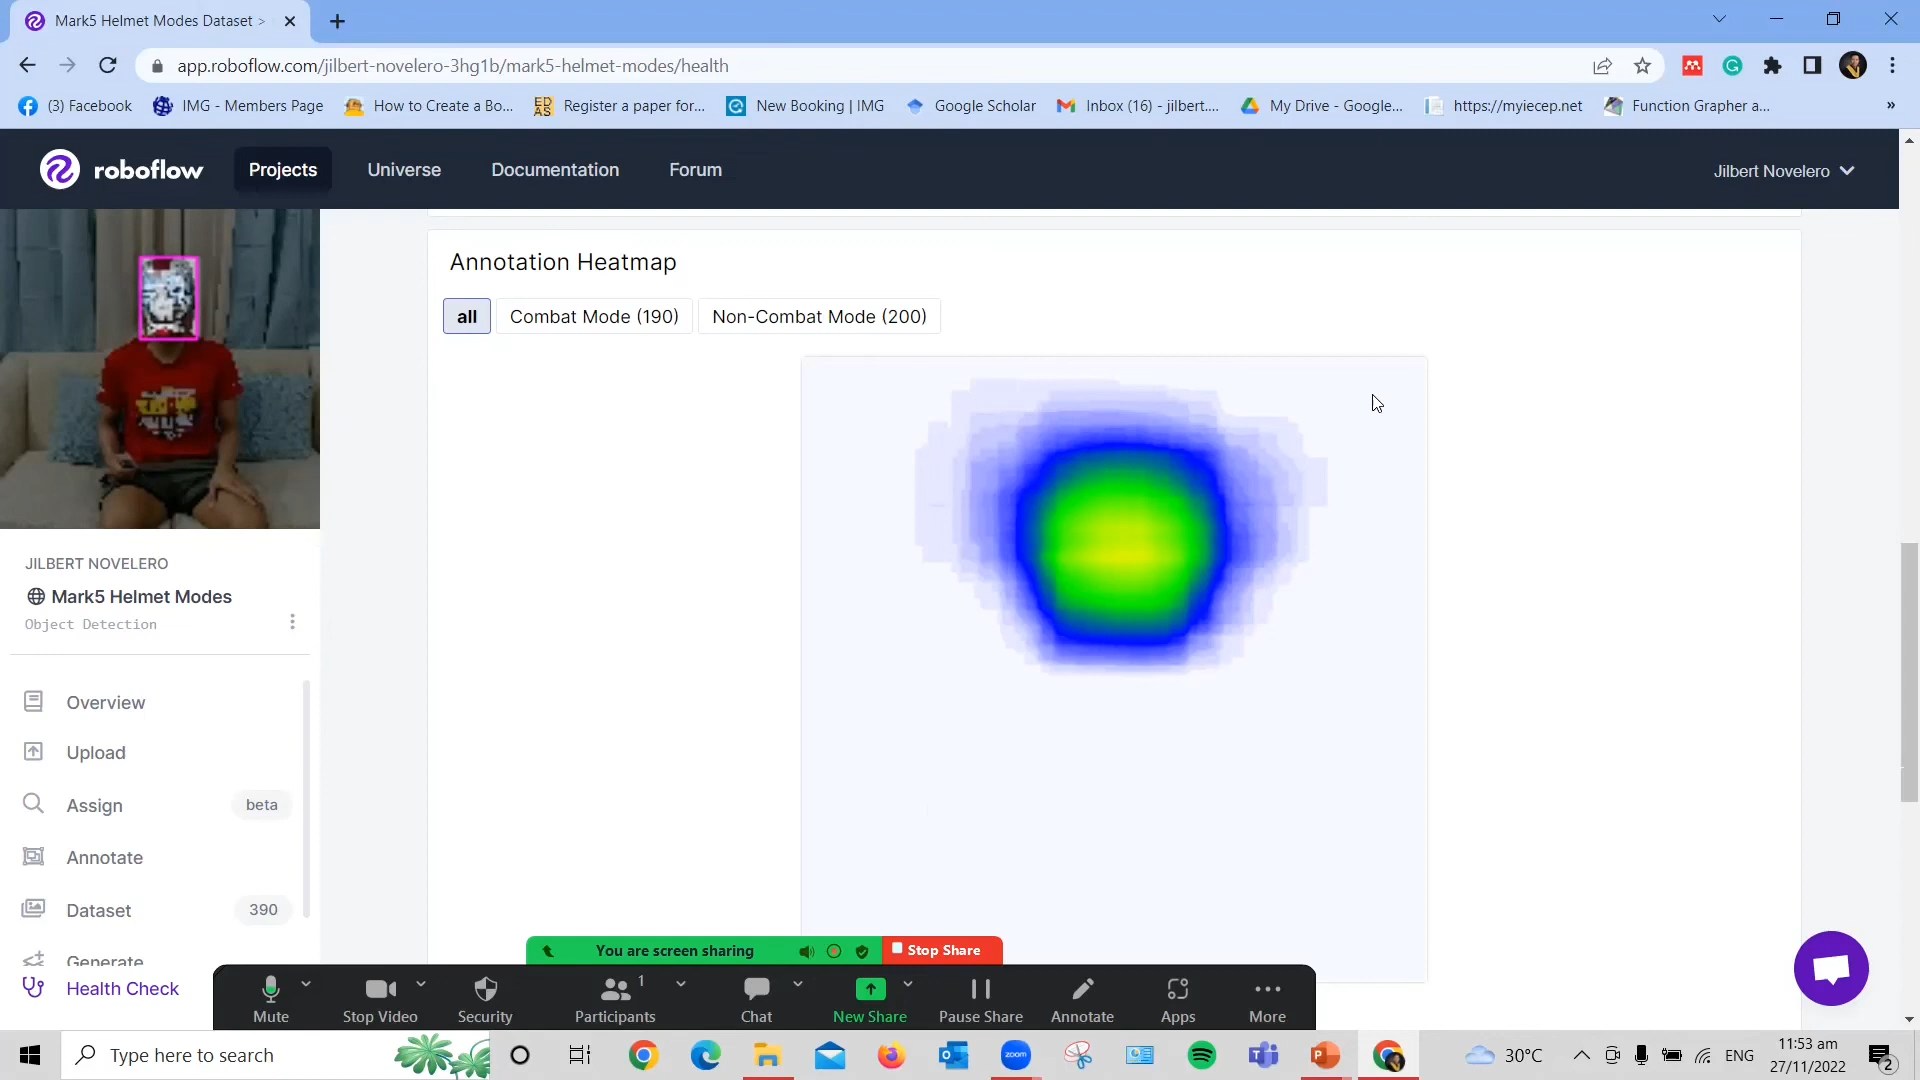 Mark5 Helmet Modes Dataset >
app.roboflow.com/jilbert-novelero-3hg1b/mark5-helmet-modes/health
(3) Facebook
IMG - Members Page
How to Create a Bo...
EDAS
Register a paper for...
New Booking | IMG
Google Scholar
Inbox (16) - jilbert....
My Drive - Google...
https://myiecep.net
Function Grapher a...
»
roboflow
Projects
Universe
Documentation
Forum
Jilbert Novelero
Annotation Heatmap
all
Combat Mode (190)
Non-Combat Mode (200)
JILBERT NOVELERO
Mark5 Helmet Modes
Object Detection
Overview
Upload
Assign
beta
Annotate
Dataset
390
Generate
Health Check
You are screen sharing
Stop Share
Mute
Stop Video
Security
Participants
1
Chat
New Share
Pause Share
Annotate
Apps
More
Type here to search
zoom
30°C
ENG
11:53 am
27/11/2022
2